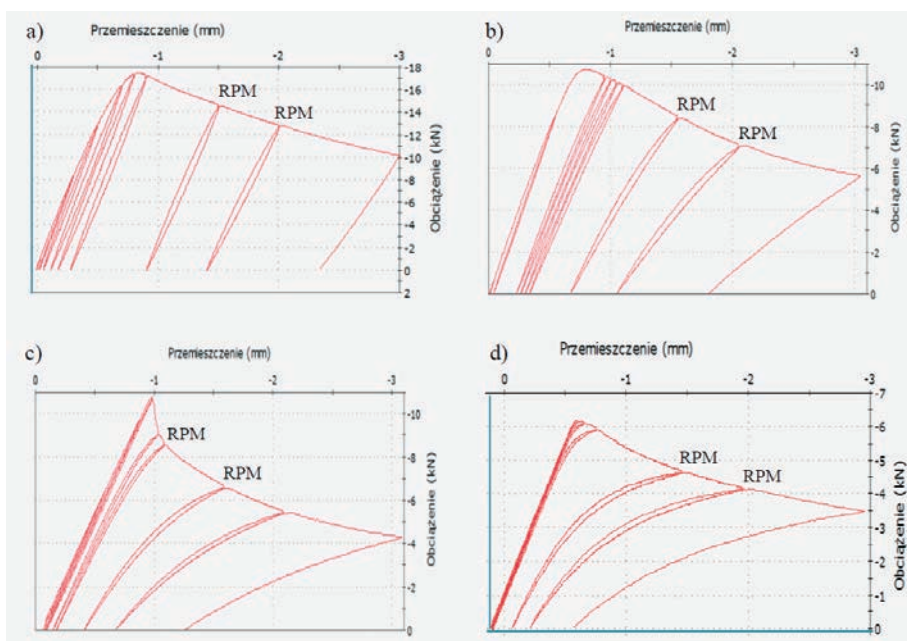 a)
Przemieszczenie (mm)
0 -1 -2 -3
-18
-16
-14
-12
-10
-8
-6
-4
-2
0
2
Obciążenie (kN)
RPM
RPM
b)
Przemieszczenie (mm)
0 -1 -2 -3
-10
-8
-6
-4
-2
0
Obciążenie (kN)
RPM
RPM
c)
Przemieszczenie (mm)
0 -1 -2 -3
-10
-8
-6
-4
-2
0
Obciążenie (kN)
RPM
RPM
d)
Przemieszczenie (mm)
0 -1 -2 -3
-7
-6
-5
-4
-3
-2
-1
0
Obciążenie (kN)
RPM
RPM